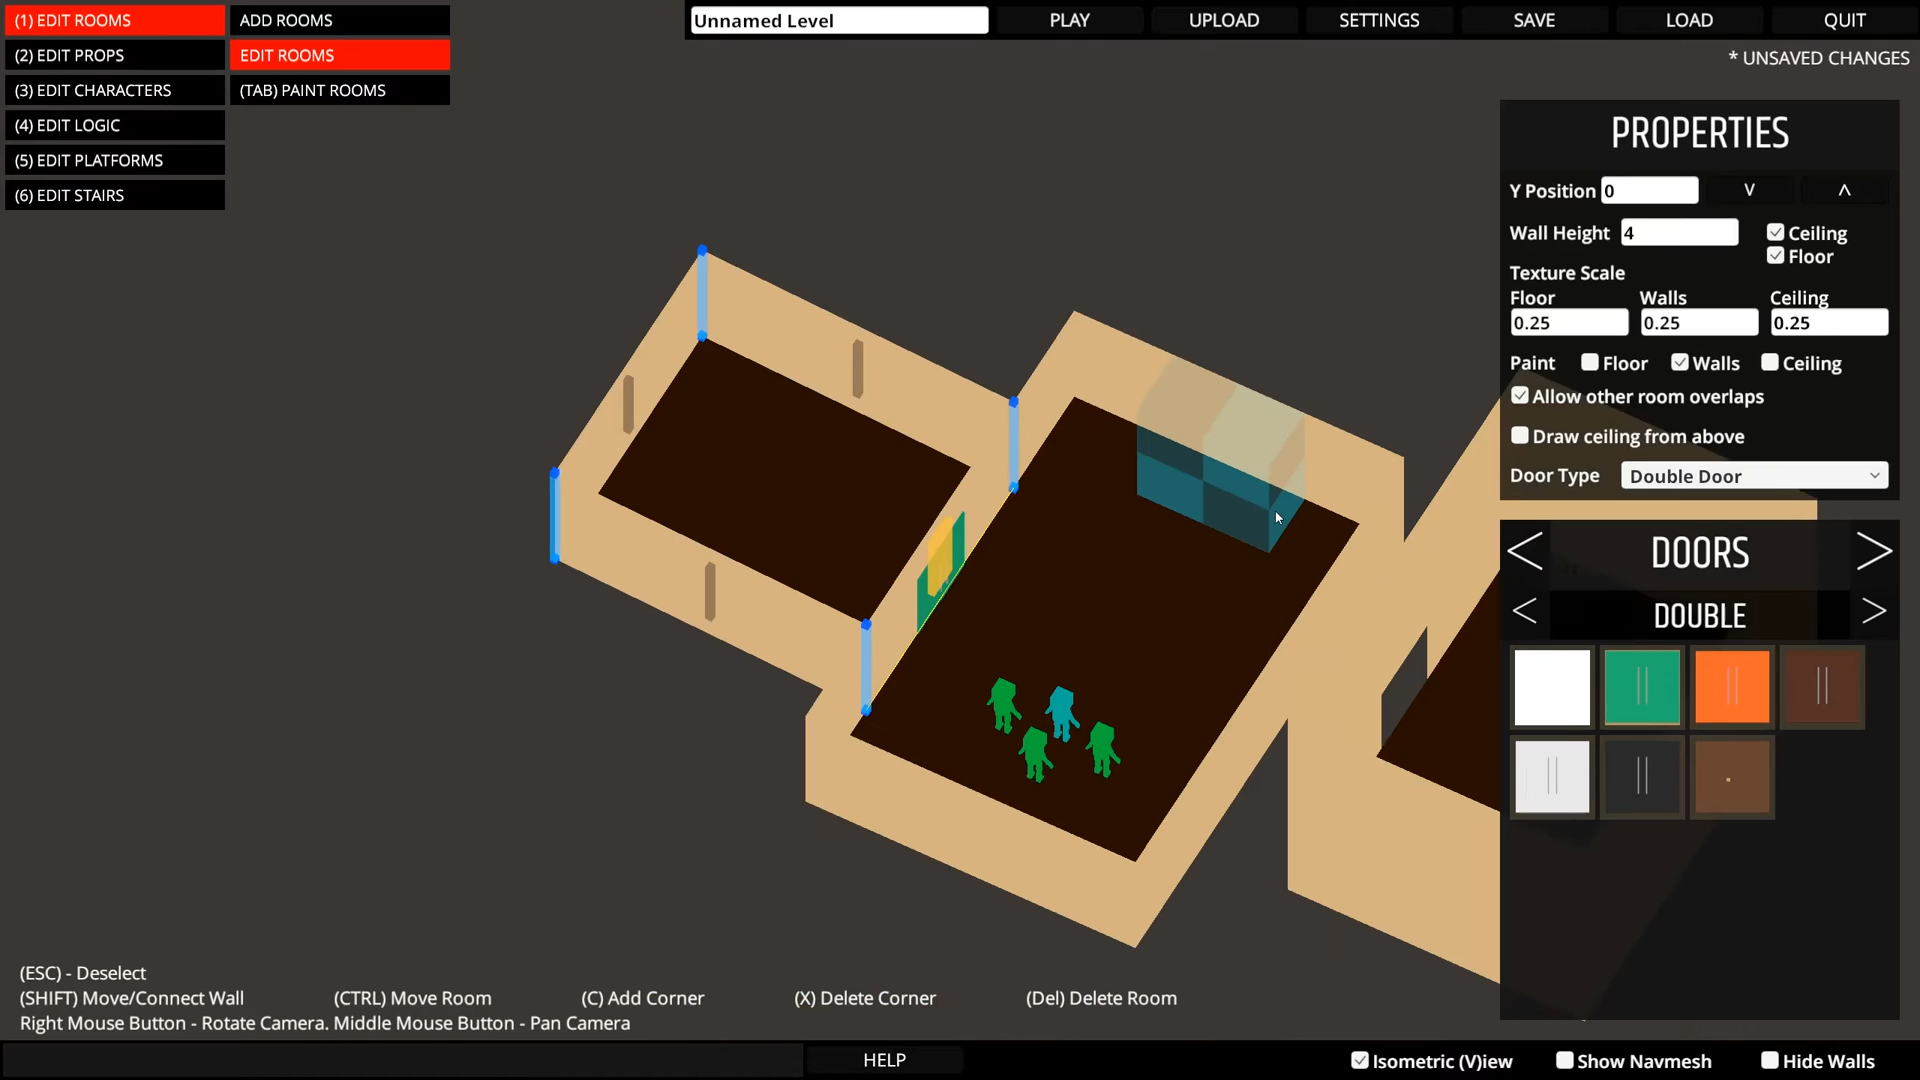 (1) EDIT ROOMS
(2) EDIT PROPS
(3) EDIT CHARACTERS
(4) EDIT LOGIC
(5) EDIT PLATFORMS
(6) EDIT STAIRS
ADD ROOMS
EDIT ROOMS
(TAB) PAINT ROOMS
Unnamed Level
PLAY
UPLOAD
SETTINGS
SAVE
LOAD
QUIT
* UNSAVED CHANGES
PROPERTIES
Y Position 0 V Λ
Wall Height 4
Ceiling
Floor
Texture Scale
Floor Walls Ceiling
0.25 0.25 0.25
Paint Floor Walls Ceiling
Allow other room overlaps
Draw ceiling from above
Door Type Double Door
< DOORS >
< DOUBLE >
(ESC) - Deselect
(SHIFT) Move/Connect Wall (CTRL) Move Room (C) Add Corner (X) Delete Corner (Del) Delete Room
Right Mouse Button - Rotate Camera. Middle Mouse Button - Pan Camera
HELP
Isometric (V)iew
Show Navmesh
Hide Walls